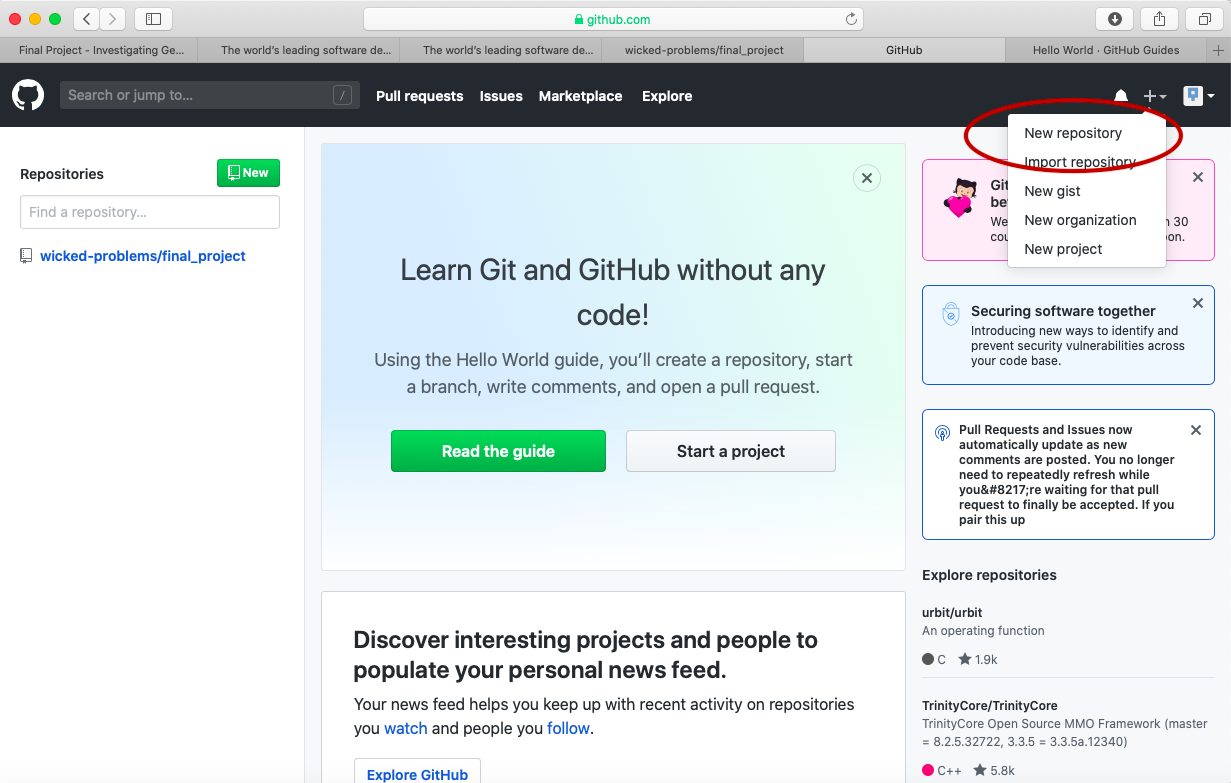 github.com
Final Project - Investigating Ge...
The world's leading software de...
The world's leading software de...
wicked-problems/final_project
GitHub
Hello World · GitHub Guides
Search or jump to...
/
Pull requests
Issues
Marketplace
Explore
New repository
Import repository
New gist
New organization
New project
Repositories
New
Find a repository...
wicked-problems/final_project
Learn Git and GitHub without any
code!
Using the Hello World guide, you’ll create a repository, start
a branch, write comments, and open a pull request.
Read the guide
Start a project
Discover interesting projects and people to
populate your personal news feed.
Your news feed helps you keep up with recent activity on repositories
you watch and people you follow.
Explore GitHub
30
Securing software together
Introducing new ways to identify and
prevent security vulnerabilities across
your code base.
Pull Requests and Issues now
automatically update as new
comments are posted. You no longer
need to repeatedly refresh while
you&#8217;re waiting for that pull
request to finally be accepted. If you
pair this up
Explore repositories
urbit/urbit
An operating function
C 1.9k
TrinityCore/TrinityCore
TrinityCore Open Source MMO Framework (master
= 8.2.5.32722, 3.3.5 = 3.3.5a.12340)
C++ 5.8k